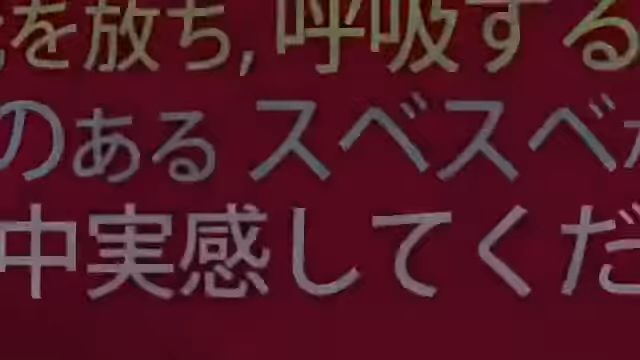 を放ち,呼吸する
のある スベスベ
中実感してくだ